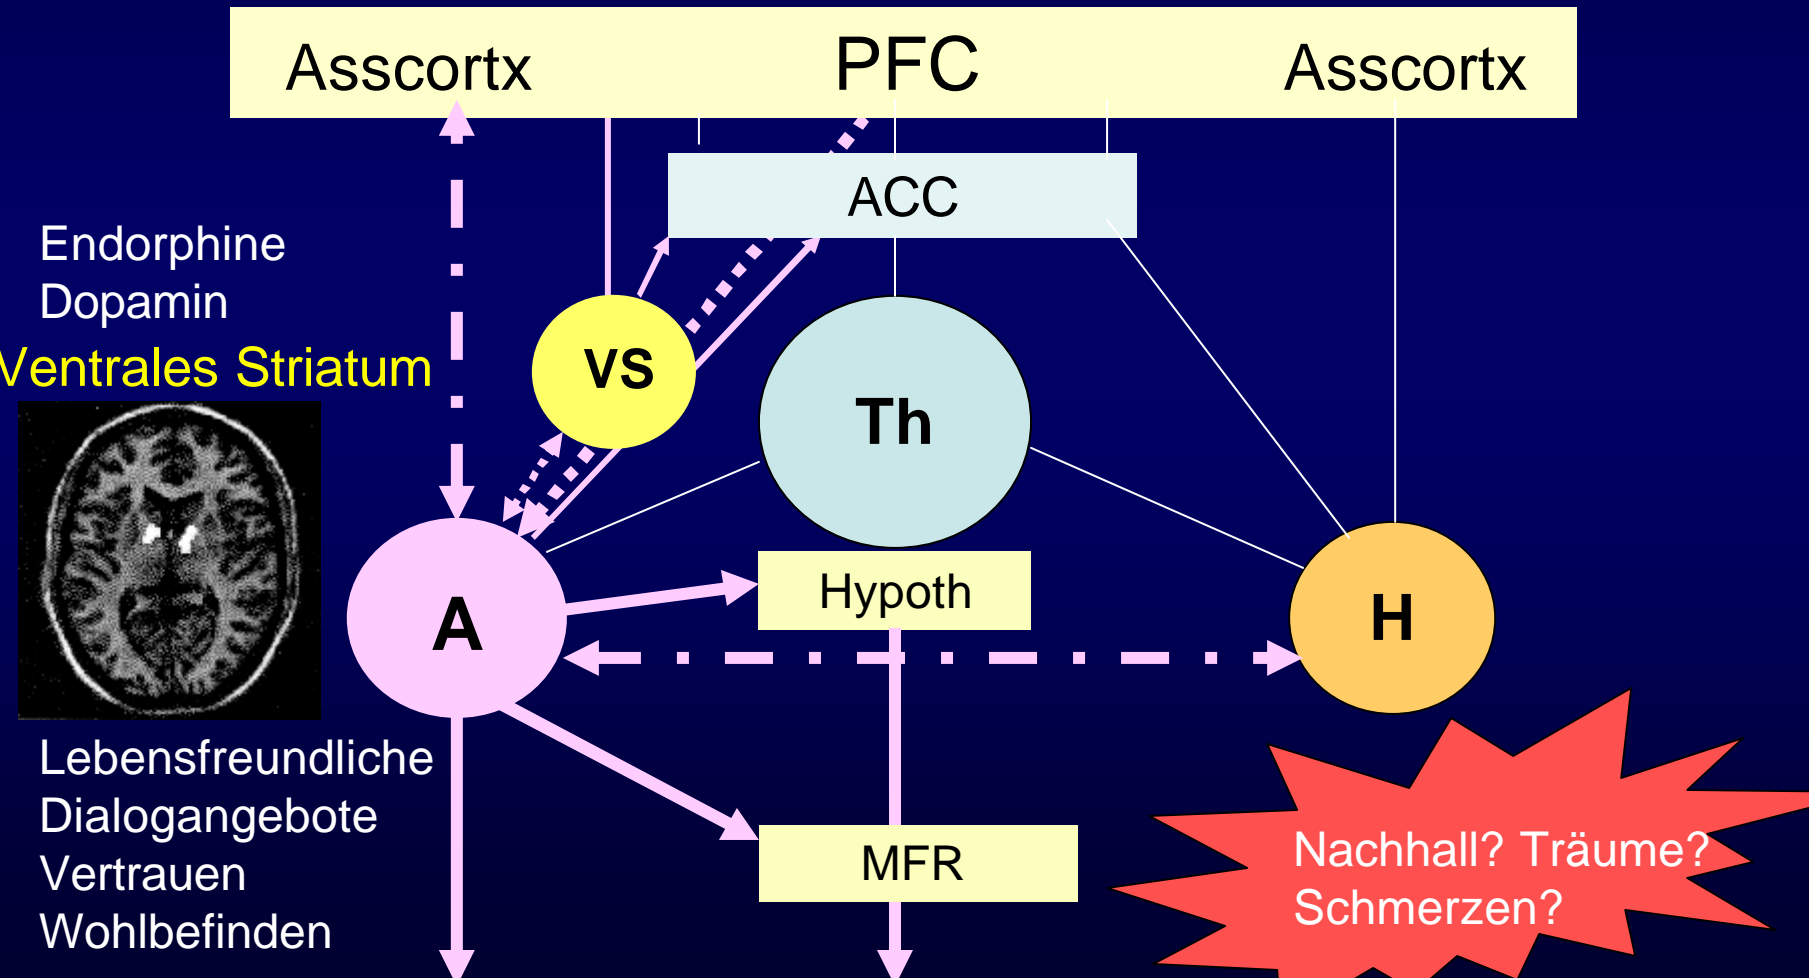 Asscortx PFC Asscortx
ACC
Endorphine
Dopamin
Ventrales Striatum
VS
Th
A
Hypoth
H
Lebensfreundliche
Dialogangebote
Vertrauen
Wohlbefinden
MFR
Nachhall? Träume?
Schmerzen?